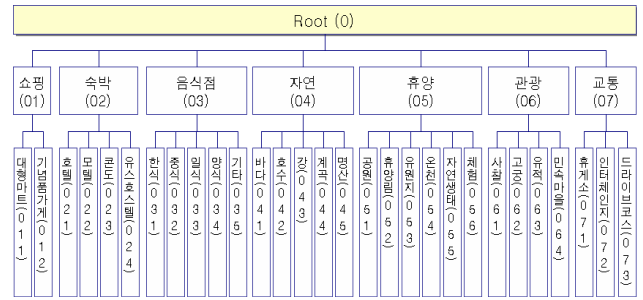 Root (0)
쇼핑
(01)
숙박
(02)
음식점
(03)
자연
(04)
휴양
(05)
관광
(06)
교통
(07)
대형마트(011)
기념품가게(012)
호텔(021)
모텔(022)
콘도(023)
유스호스텔(024)
한식(031)
중식(032)
일식(033)
양식(034)
기타(035)
바다(041)
호수(042)
강(043)
계곡(044)
명산(045)
공원(051)
휴양림(052)
유원지(053)
온천(054)
자연생태(055)
체험(056)
사찰(061)
고궁(062)
유적(063)
민속마을(064)
휴게소(071)
인터체인지(072)
드라이브코스(073)